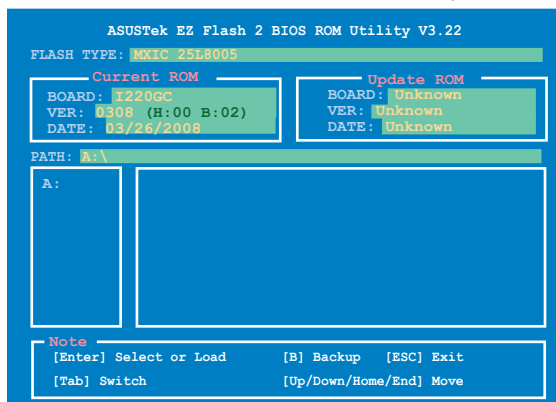 ASUSTek EZ Flash 2 BIOS ROM Utility V3.22
FLASH TYPE: MXIC 25L8005
Current ROM
BOARD: I220GC
VER: 0308 (H:00 B:02)
DATE: 03/26/2008
Update ROM
BOARD: Unknown
VER: Unknown
DATE: Unknown
PATH: A:\
A:
Note
[Enter] Select or Load [B] Backup [ESC] Exit
[Tab] Switch [Up/Down/Home/End] Move